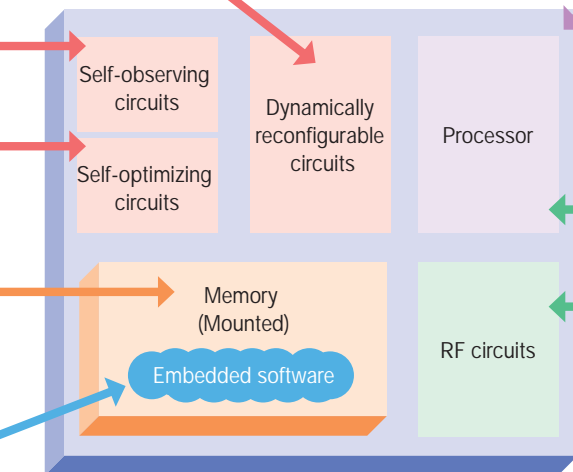 Self-observing
circuits
Dynamically
reconfigurable
circuits
Processor
Self-optimizing
circuits
Memory
(Mounted)
Embedded software
RF circuits